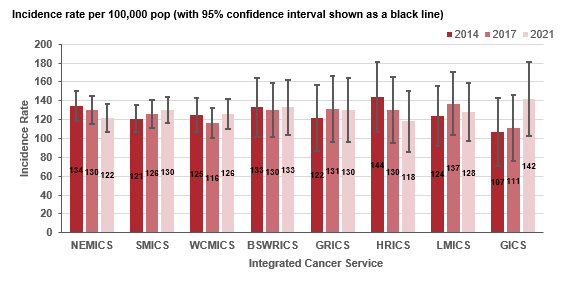 Incidence rate per 100,000 pop (with 95% confidence interval shown as a black line)
2014 2017 2021
200
180
160
140
120
100
80
60
40
20
0
Incidence Rate
134 130 122 121 126 130 125 116 126 133 130 133 122 131 130 144 130 118 124 137 128 107 111 142
NEMICS SMICS WCMICS BSWRICS GRICS HRICS LMICS GICS
Integrated Cancer Service